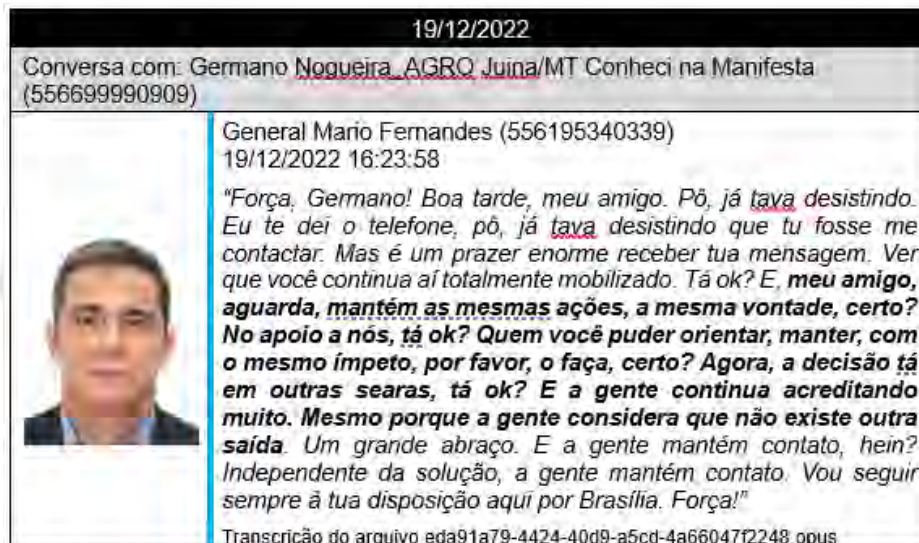 19/12/2022
Conversa com: Germano Nogueira_AGRO Juina/MT Conheci na Manifesta
(556699990909)
General Mario Fernandes (556195340339)
19/12/2022 16:23:58
“Força, Germano! Boa tarde, meu amigo. Pô, já tava desistindo.
Eu te dei o telefone, pô, já tava desistindo que tu fosse me
contactar. Mas é um prazer enorme receber tua mensagem. Ver
que você continua aí totalmente mobilizado. Tá ok? E, meu amigo,
aguarda, mantém as mesmas ações, a mesma vontade, certo?
No apoio a nós, tá ok? Quem você puder orientar, manter, com
o mesmo ímpeto, por favor, o faça, certo? Agora, a decisão tá
em outras searas, tá ok? E a gente continua acreditando
muito. Mesmo porque a gente considera que não existe outra
saída. Um grande abraço. E a gente mantém contato, hein?
Independente da solução, a gente mantém contato. Vou seguir
sempre à tua disposição aqui por Brasília. Força!”
Transcrição do arquivo eda91a79-4424-40d9-a5cd-4a66047f2248 opus